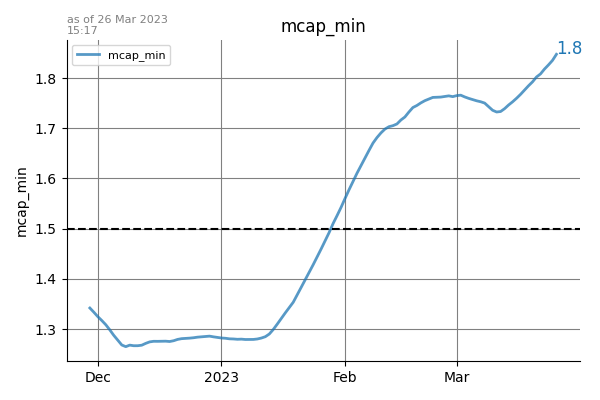 as of 26 Mar 2023
15:17
mcap_min
mcap_min
1.8
1.8
1.7
1.6
1.5
1.4
1.3
mcap_min
Dec
2023
Feb
Mar